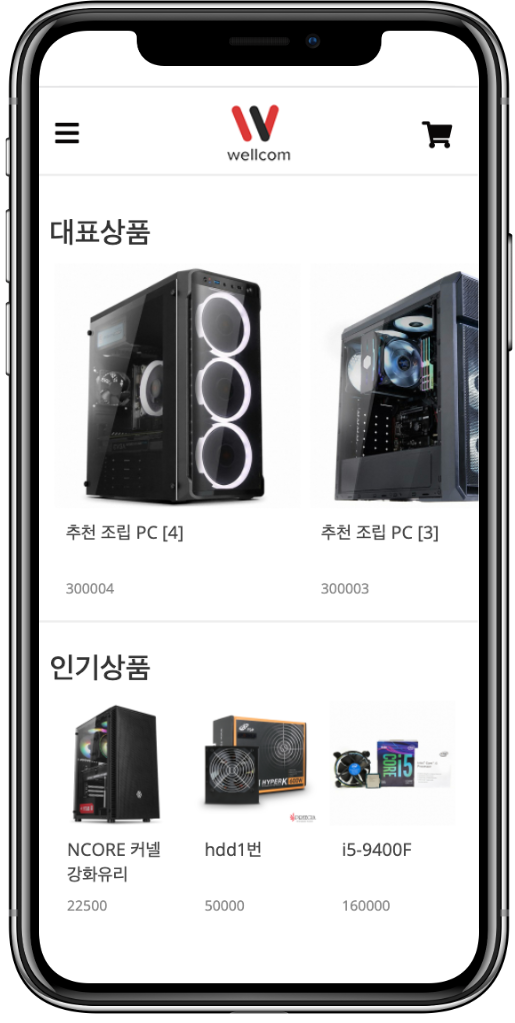 wellcom
대표상품
추천 조립 PC [4]
추천 조립 PC [3]
300004
300003
인기상품
HYPER K
CORE
i5
NCORE 커넬
강화유리
hdd1번
i5-9400F
22500
50000
160000